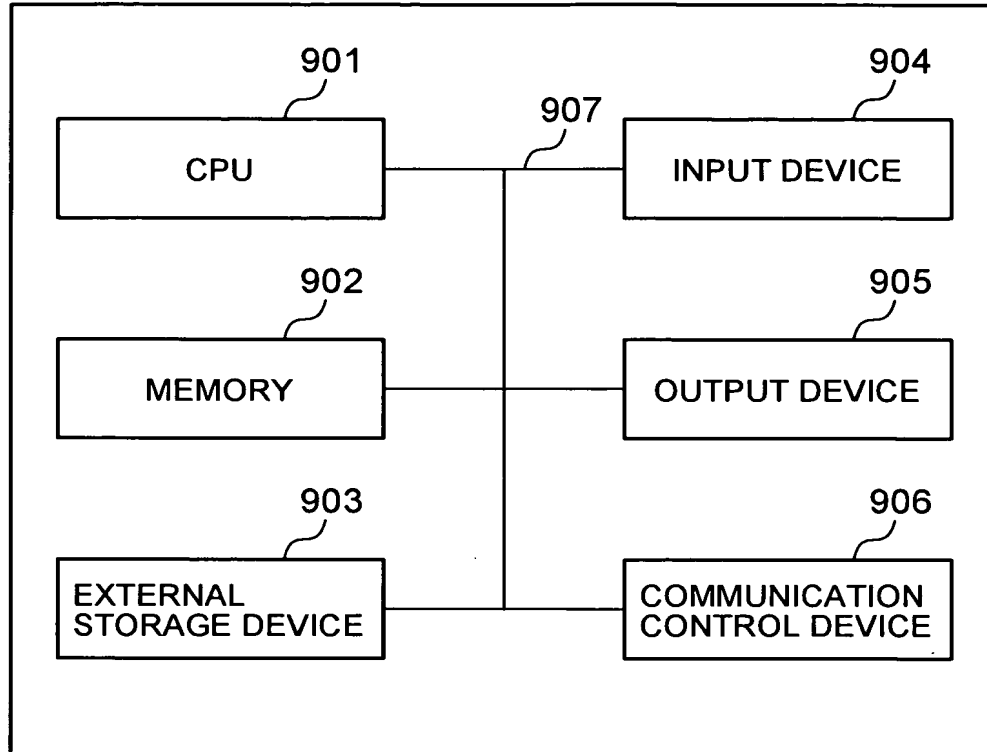 901
CPU
907
904
INPUT DEVICE
902
MEMORY
905
OUTPUT DEVICE
903
EXTERNAL
STORAGE DEVICE
906
COMMUNICATION
CONTROL DEVICE